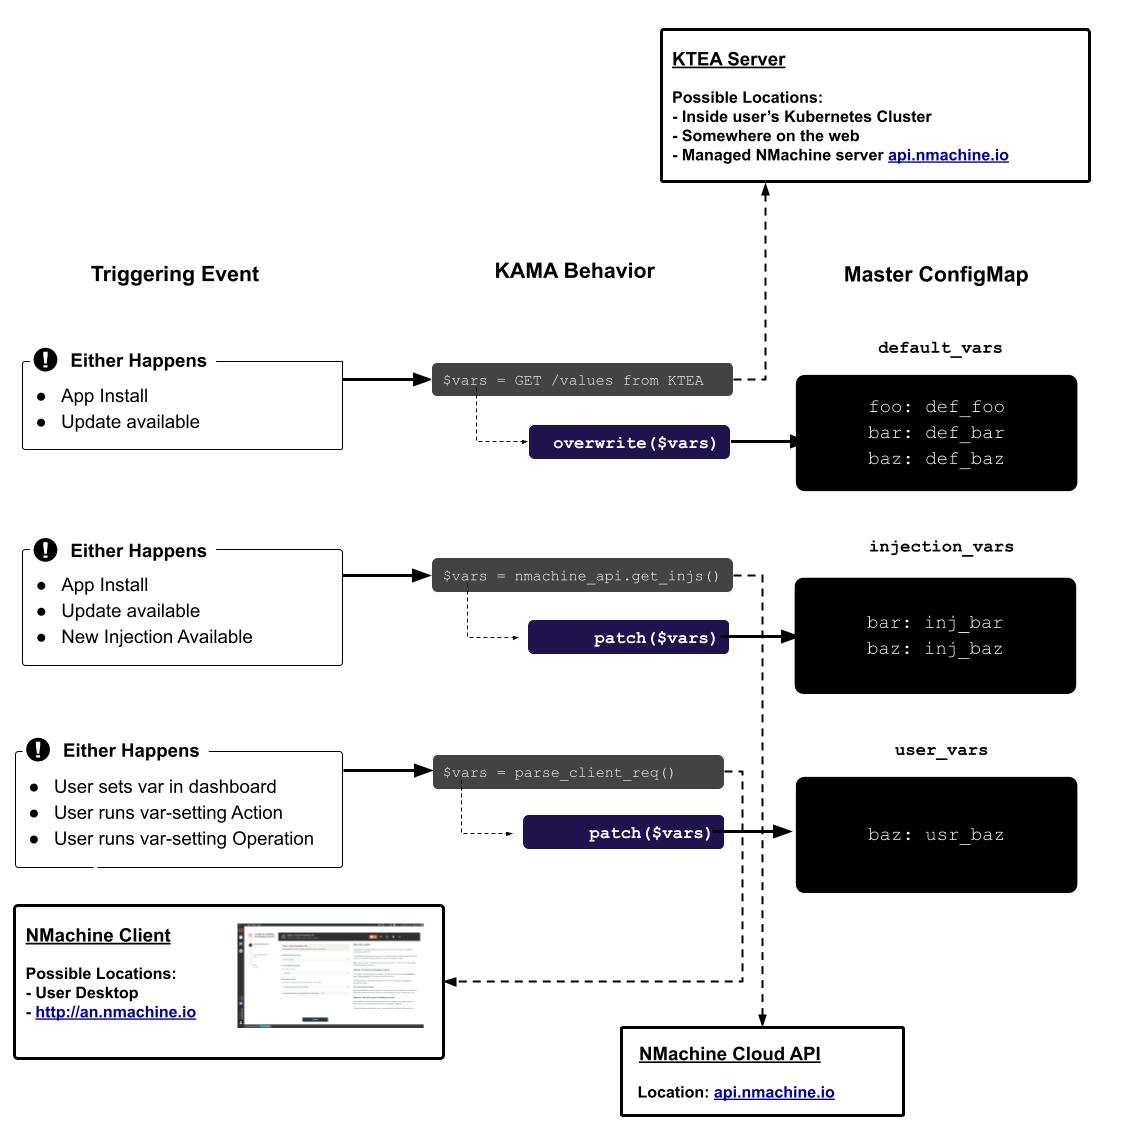 KTEA Server
Possible Locations:
- Inside user's Kubernetes Cluster
- Somewhere on the web
- Managed NMachine server api.nmachine.io
Triggering Event
KAMA Behavior
Master ConfigMap
Either Happens
● App Install
● Update available
$vars = GET /values from KTEA
overwrite($vars)
default_vars
foo: def_foo
bar: def_bar
baz: def_baz
Either Happens
● App Install
● Update available
● New Injection Available
$vars = nmachine_api.get_injs()
patch($vars)
injection_vars
bar: inj_bar
baz: inj_baz
Either Happens
● User sets var in dashboard
● User runs var-setting Action
● User runs var-setting Operation
$vars = parse_client_req()
patch($vars)
user_vars
baz: usr_baz
NMachine Client
Possible Locations:
- User Desktop
- http://an.nmachine.io
NMachine Cloud API
Location: api.nmachine.io